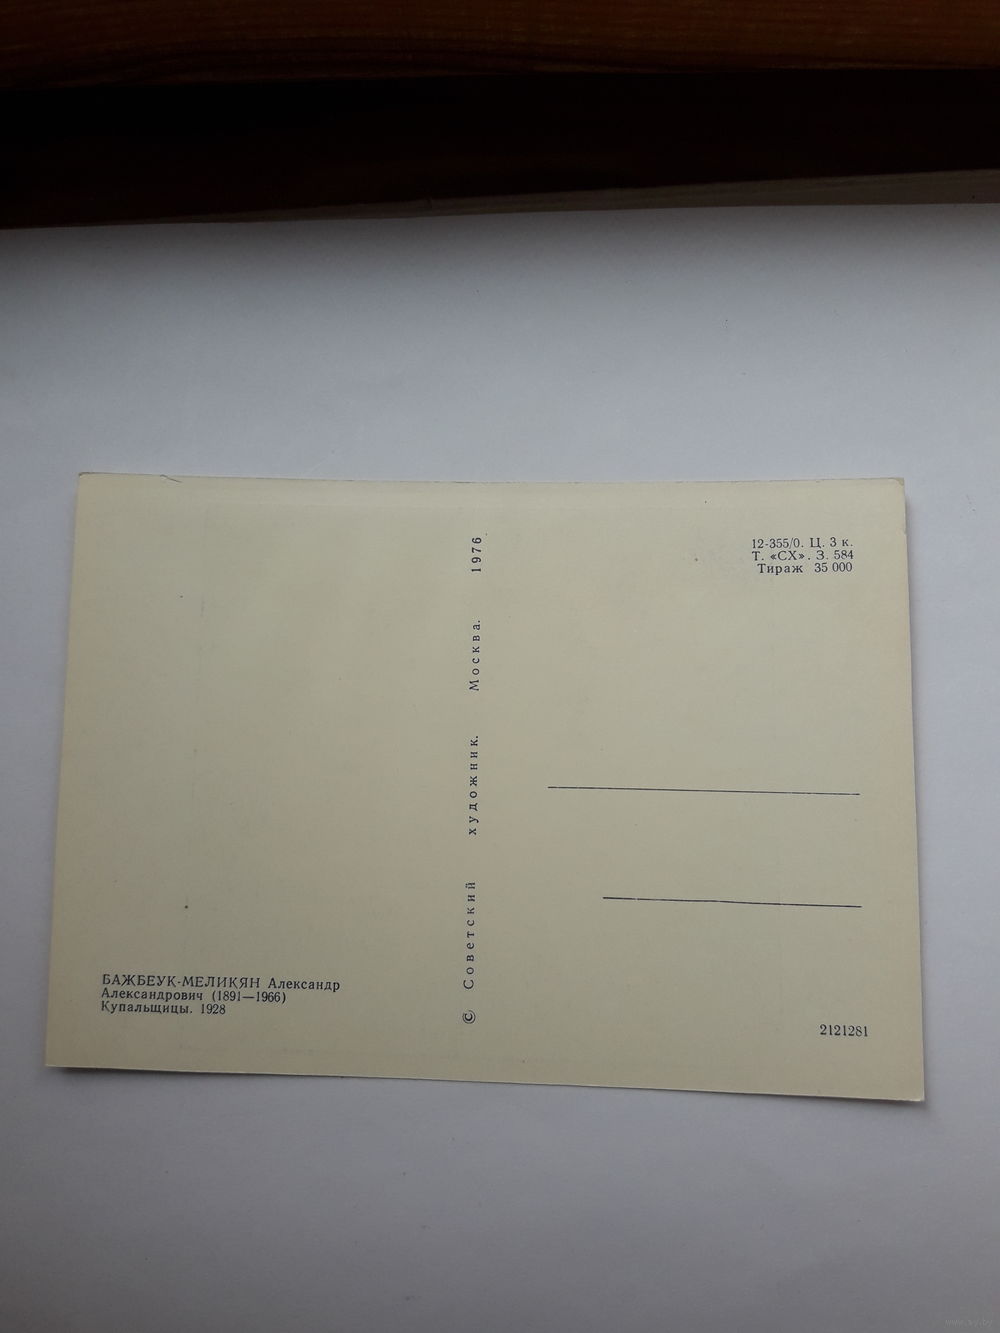 12-355/0. Ц. 3 к.
Т. «СХ». З. 584
Тираж 35 000
© Советский художник. Москва. 1976
БАЖБЕУК-МЕЛИКЯН Александр
Александрович (1891—1966)
Купальщицы. 1928
2121281